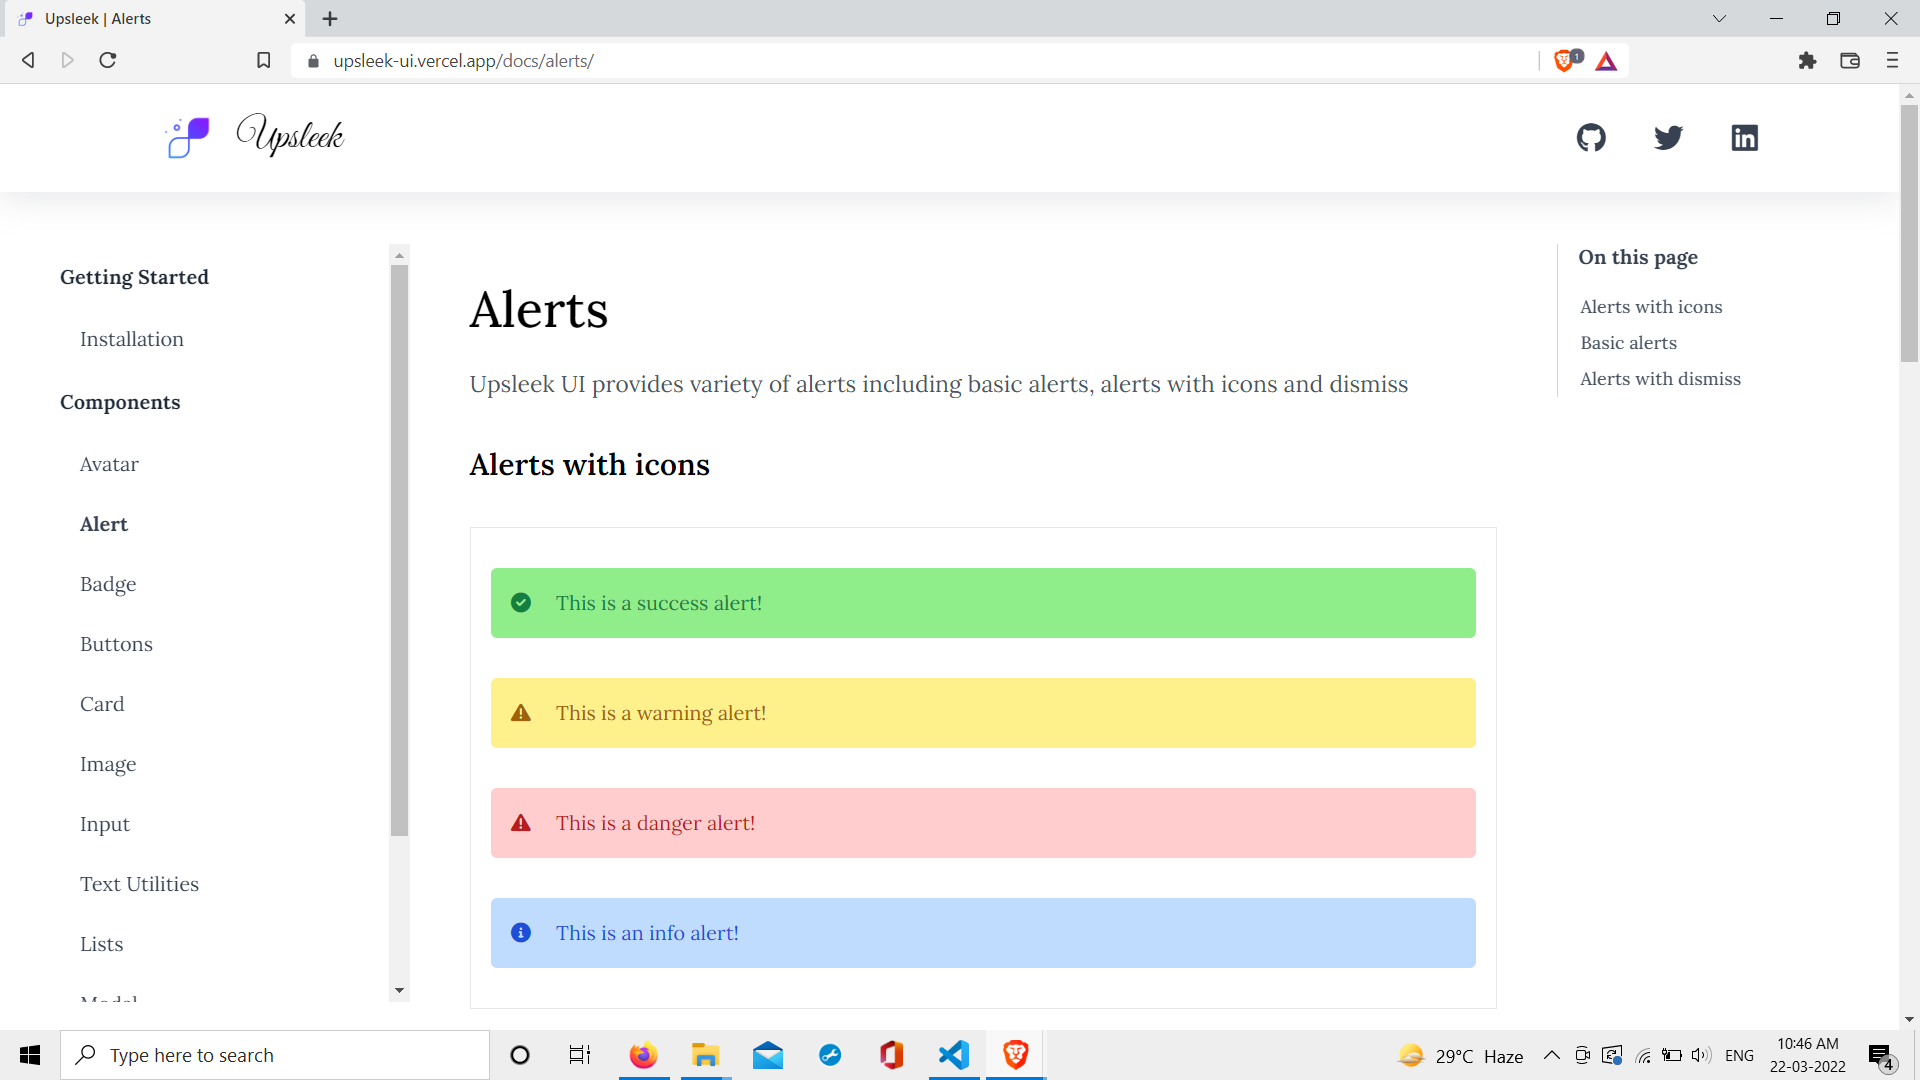 Upsleek | Alerts
upsleek-ui.vercel.app/docs/alerts/
1
Upsleek
Getting Started
Installation
Components
Avatar
Alert
Badge
Buttons
Card
Image
Input
Text Utilities
Lists
Modal
Alerts
Upsleek UI provides variety of alerts including basic alerts, alerts with icons and dismiss
Alerts with icons
This is a success alert!
This is a warning alert!
This is a danger alert!
This is an info alert!
On this page
Alerts with icons
Basic alerts
Alerts with dismiss
Type here to search
29°C Haze
ENG
10:46 AM
22-03-2022
4